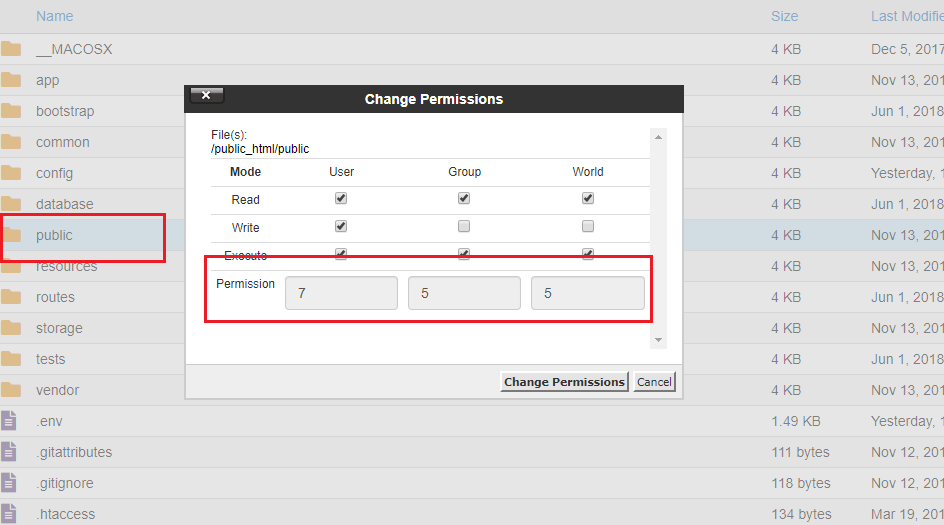 Name Size Last Modifie
__MACOSX 4 KB Dec 5, 2017
app 4 KB Nov 13, 201
bootstrap 4 KB Jun 1, 2018
common 4 KB Nov 13, 201
config 4 KB Yesterday, 1
database 4 KB Jun 1, 2018
public 4 KB Nov 13, 201
resources 4 KB Nov 13, 201
routes 4 KB Jun 1, 2018
storage 4 KB Nov 13, 201
tests 4 KB Jun 1, 2018
vendor 4 KB Nov 13, 201
.env 1.49 KB Yesterday, 1
.gitattributes 111 bytes Nov 12, 201
.gitignore 118 bytes Nov 12, 201
.htaccess 134 bytes Mar 19, 201
Change Permissions
File(s):
/public_html/public
Mode User Group World
Read
Write
Execute
Permission 7 5 5
Change Permissions Cancel